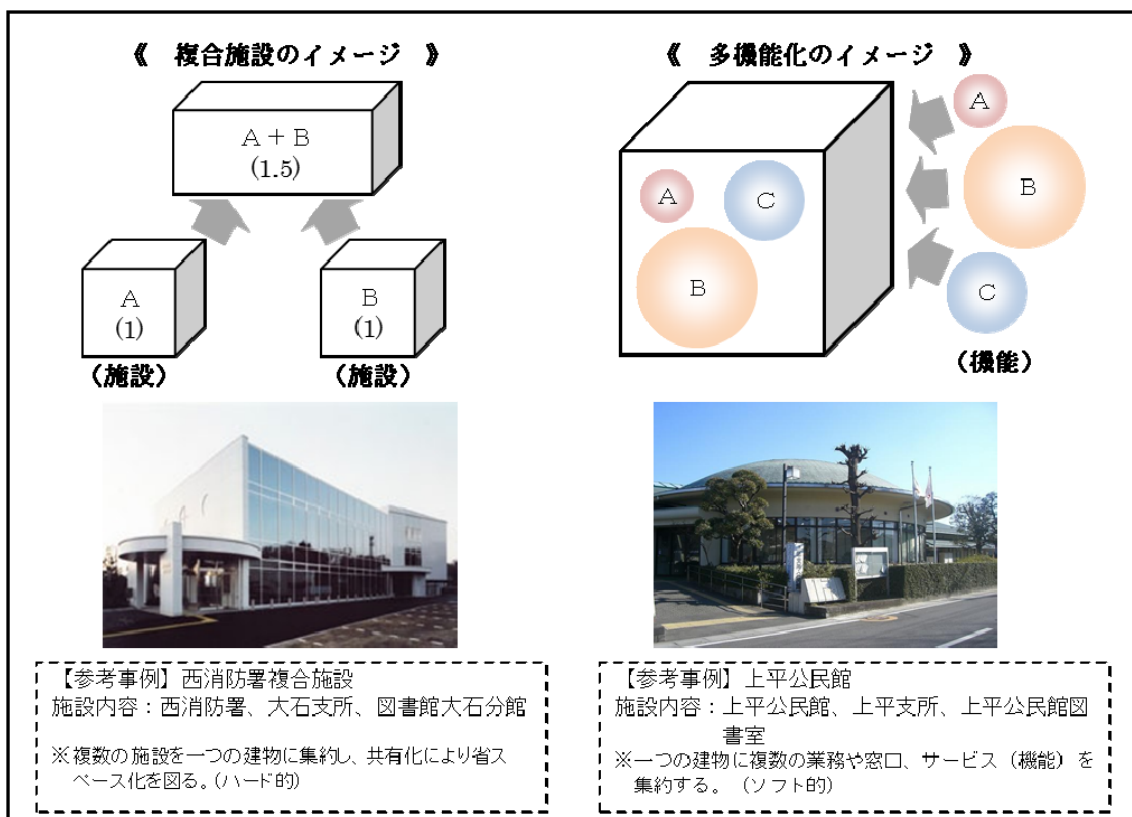 《　複合施設のイメージ　》
A + B
(1.5)
A
(1)
B
(1)
(施設)
(施設)
【参考事例】西消防署複合施設
施設内容：西消防署、大石支所、図書館大石分館
※複数の施設を一つの建物に集約し、共有化により省ス
ペース化を図る。(ハード的)
《　多機能化のイメージ　》
A
B
C
A
C
B
(機能)
【参考事例】上平公民館
施設内容：上平公民館、上平支所、上平公民館図
書室
※一つの建物に複数の業務や窓口、サービス（機能）を
集約する。（ソフト的）